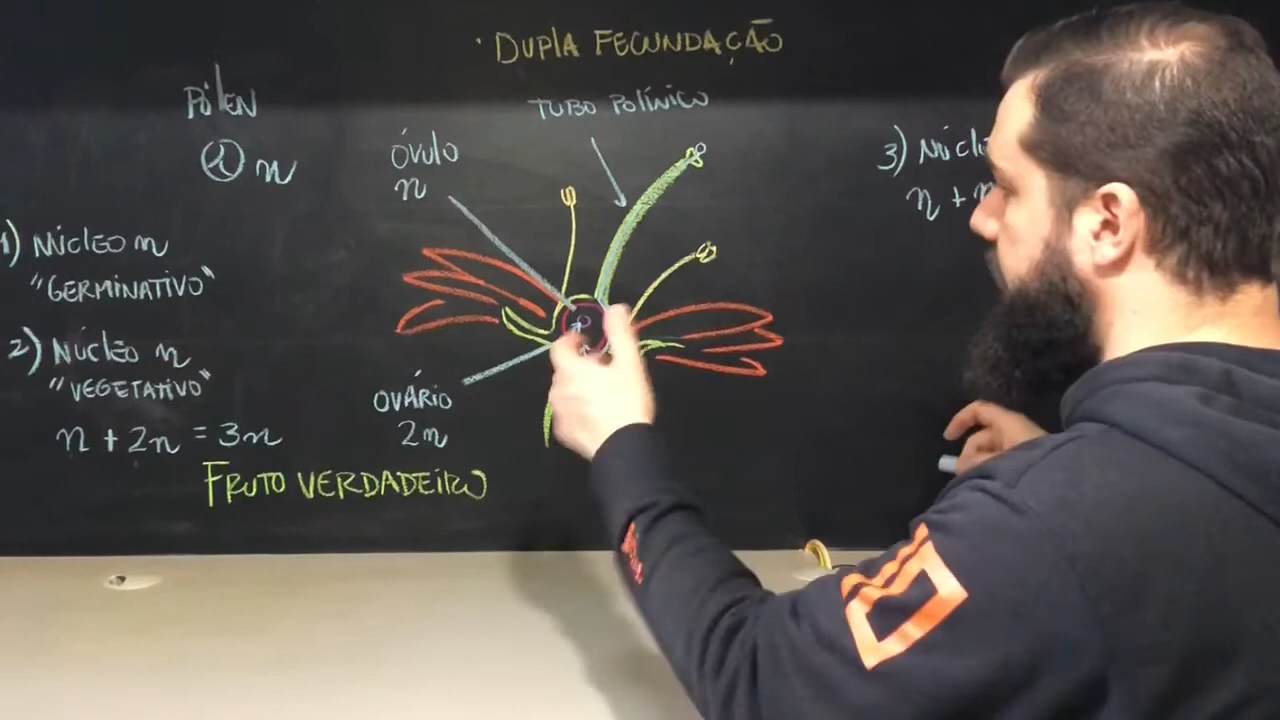 · DUPLA FECUNDAÇÃO
PÓLEN
n
ÓVULO
n
TUBO POLÍNICO
1) NÚCLEO n
"GERMINATIVO"
2) NÚCLEO n
"VEGETATIVO"
n + 2n = 3n
FRUTO VERDADEIRO
OVÁRIO
2n
3)
n +